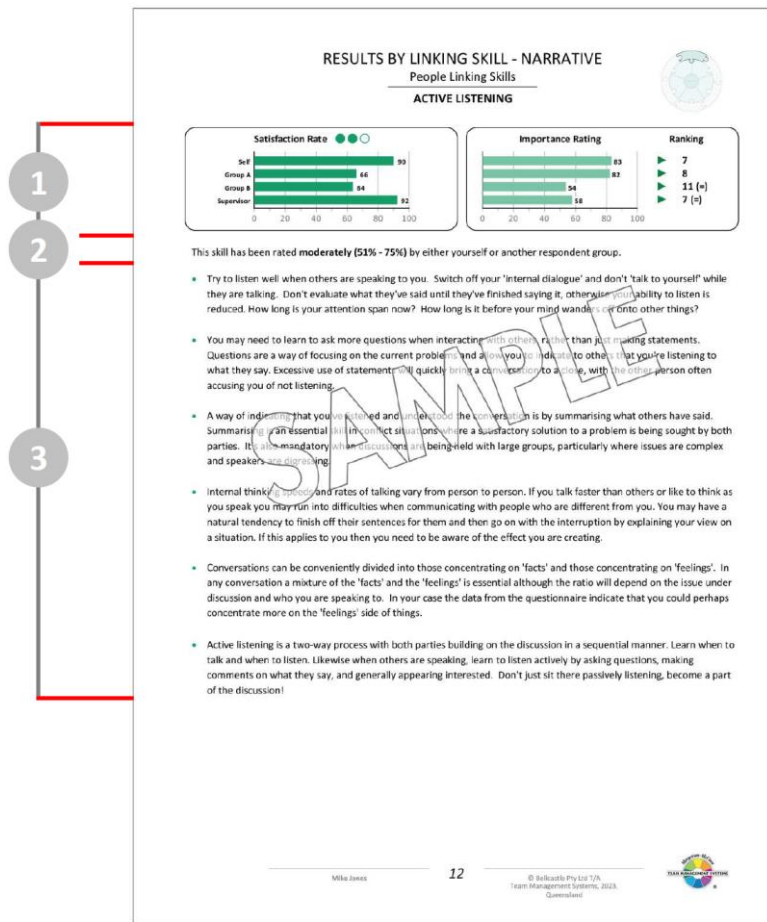 RESULTS BY LINKING SKILL - NARRATIVE
People Linking Skills
ACTIVE LISTENING
Satisfaction Rate
Self 90
Group A 66
Group B 64
Supervisor 92
0 20 40 60 80 100
Importance Rating Ranking
83 7
82 8
54 11 (=)
58 7 (=)
0 20 40 60 80 100
1
2
3
This skill has been rated moderately (51% - 75%) by either yourself or another respondent group.
• Try to listen well when others are speaking to you. Switch off your 'internal dialogue' and don't 'talk to yourself' while
they are talking. Don't evaluate what they've said until they've finished saying it, otherwise your ability to listen is
reduced. How long is your attention span now? How long is it before your mind wanders off onto other things?
• You may need to learn to ask more questions when interacting with others, rather than just making statements.
Questions are a way of focusing on the current problems and allow you to indicate to others that you're listening to
what they say. Excessive use of statements will quickly bring a conversation to a close, with the other person often
accusing you of not listening.
• A way of indicating that you've listened and understood the conversation is by summarising what others have said.
Summarising is an essential skill in conflict situations where a satisfactory solution to a problem is being sought by both
parties. It's also mandatory when discussions are being held with large groups, particularly where issues are complex
and speakers are digressing.
• Internal thinking speeds and rates of talking vary from person to person. If you talk faster than others or like to think as
you speak you may run into difficulties when communicating with people who are different from you. You may have a
natural tendency to finish off their sentences for them and then go on with the interruption by explaining your view on
a situation. If this applies to you then you need to be aware of the effect you are creating.
• Conversations can be conveniently divided into those concentrating on 'facts' and those concentrating on 'feelings'. In
any conversation a mixture of the 'facts' and the 'feelings' is essential although the ratio will depend on the issue under
discussion and who you are speaking to. In your case the data from the questionnaire indicate that you could perhaps
concentrate more on the 'feelings' side of things.
• Active listening is a two-way process with both parties building on the discussion in a sequential manner. Learn when to
talk and when to listen. Likewise when others are speaking, learn to listen actively by asking questions, making
comments on what they say, and generally appearing interested. Don't just sit there passively listening, become a part
of the discussion!
SAMPLE
Mike Jones
12
© Bellcastle Pty Ltd T/A
Team Management Systems, 2023,
Queensland
TEAM MANAGEMENT SYSTEMS